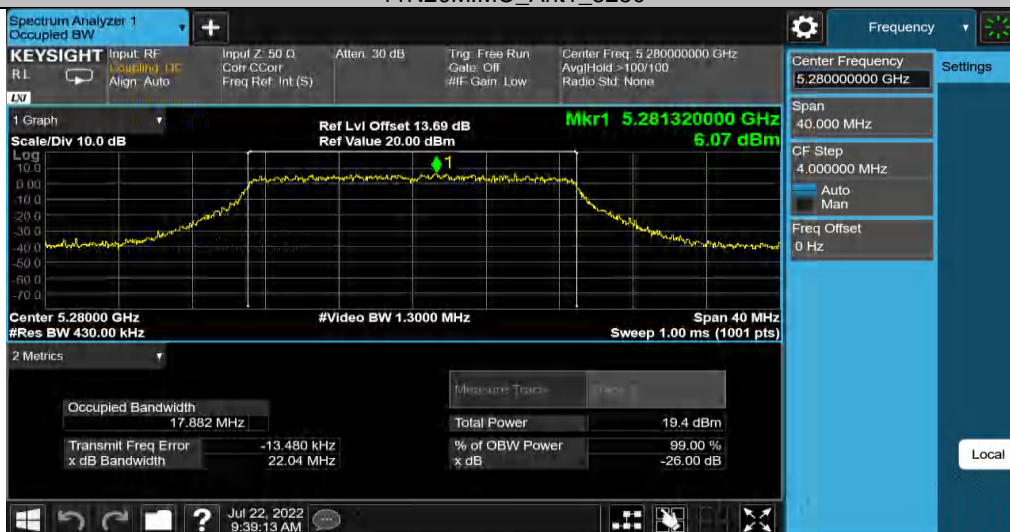 Spectrum Analyzer 1
Occupied BW
Frequency
KEYSIGHT
RL
LXI
Input: RF
Coupling: DC
Align: Auto
Input Z: 50 Ω
Corr CCorr
Freq Ref: Int (S)
Atten: 30 dB
Trig: Free Run
Gate: Off
#IF Gain: Low
Center Freq: 5.280000000 GHz
Avg|Hold:>100/100
Radio Std: None
Center Frequency
5.280000000 GHz
Settings
Span
40.000 MHz
CF Step
4.000000 MHz
Auto
Man
Freq Offset
0 Hz
Local
1 Graph
Scale/Div 10.0 dB
Ref Lvl Offset 13.69 dB
Ref Value 20.00 dBm
Mkr1 5.281320000 GHz
6.07 dBm
Log
10.0
0.00
-10.0
-20.0
-30.0
-40.0
-50.0
-60.0
-70.0
1
Center 5.28000 GHz
#Res BW 430.00 kHz
#Video BW 1.3000 MHz
Span 40 MHz
Sweep 1.00 ms (1001 pts)
2 Metrics
Measure Trace
Occupied Bandwidth
17.882 MHz
Transmit Freq Error -13.480 kHz
x dB Bandwidth 22.04 MHz
Total Power 19.4 dBm
% of OBW Power 99.00 %
x dB -26.00 dB
?
Jul 22, 2022
9:39:13 AM